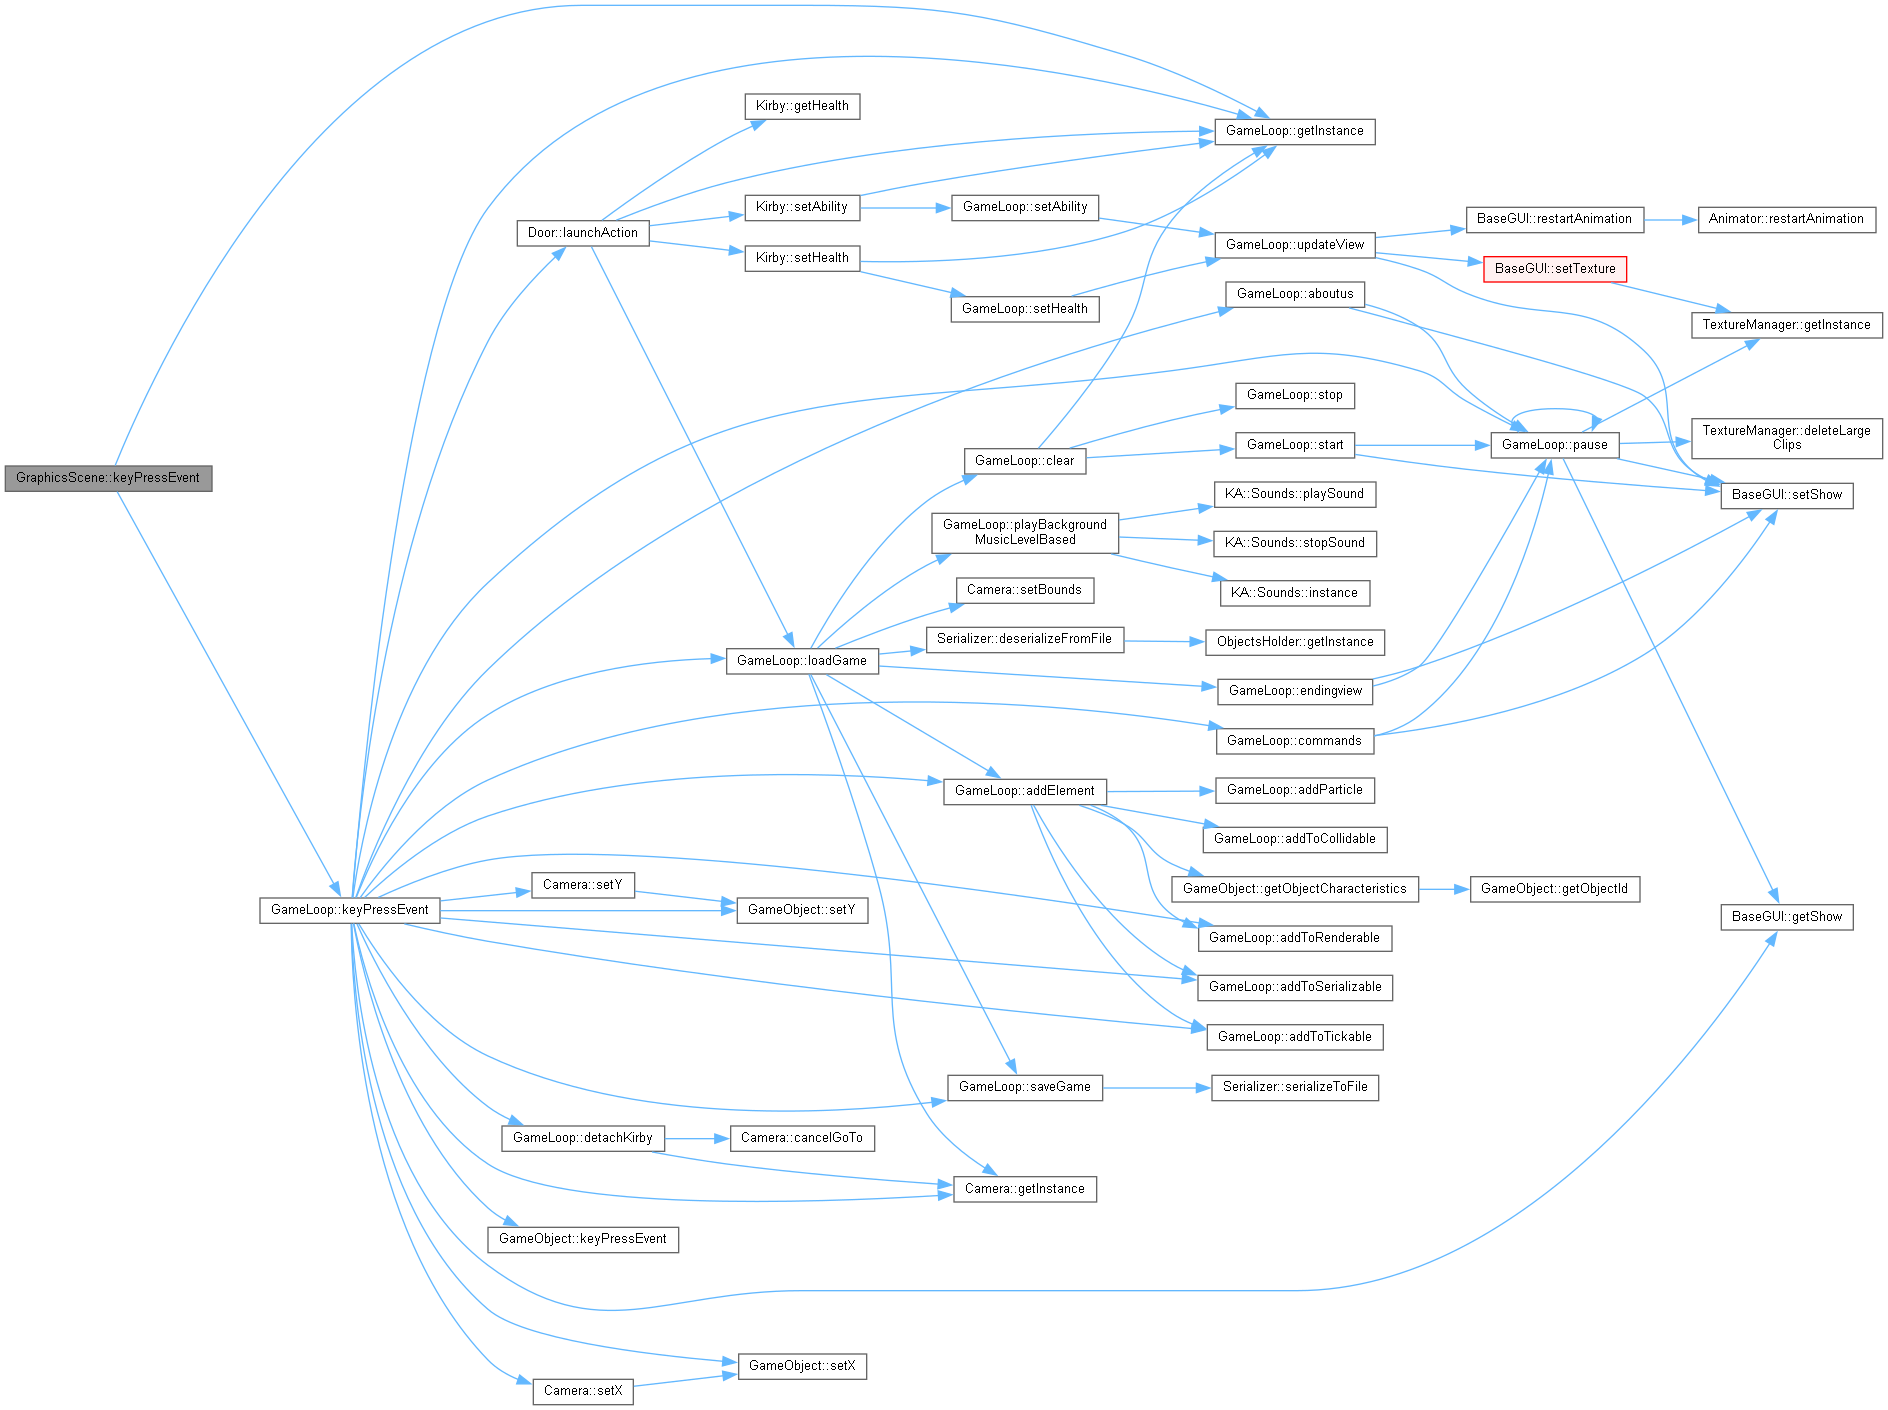 GraphicsScene::keyPressEvent
GameLoop::keyPressEvent
Door::launchAction
Camera::setY
GameLoop::detachKirby
GameObject::keyPressEvent
Camera::setX
Kirby::getHealth
Kirby::setAbility
Kirby::setHealth
GameLoop::loadGame
GameObject::setY
Camera::cancelGoTo
GameObject::setX
GameLoop::setAbility
GameLoop::setHealth
GameLoop::clear
GameLoop::playBackground
MusicLevelBased
Camera::setBounds
Serializer::deserializeFromFile
GameLoop::addElement
GameLoop::saveGame
Camera::getInstance
GameLoop::getInstance
GameLoop::updateView
GameLoop::aboutus
GameLoop::stop
GameLoop::start
KA::Sounds::playSound
KA::Sounds::stopSound
KA::Sounds::instance
ObjectsHolder::getInstance
GameLoop::endingview
GameLoop::commands
GameLoop::addParticle
GameLoop::addToCollidable
GameObject::getObjectCharacteristics
GameLoop::addToRenderable
GameLoop::addToSerializable
GameLoop::addToTickable
Serializer::serializeToFile
BaseGUI::restartAnimation
BaseGUI::setTexture
GameLoop::pause
GameObject::getObjectId
Animator::restartAnimation
TextureManager::getInstance
TextureManager::deleteLarge
Clips
BaseGUI::setShow
BaseGUI::getShow